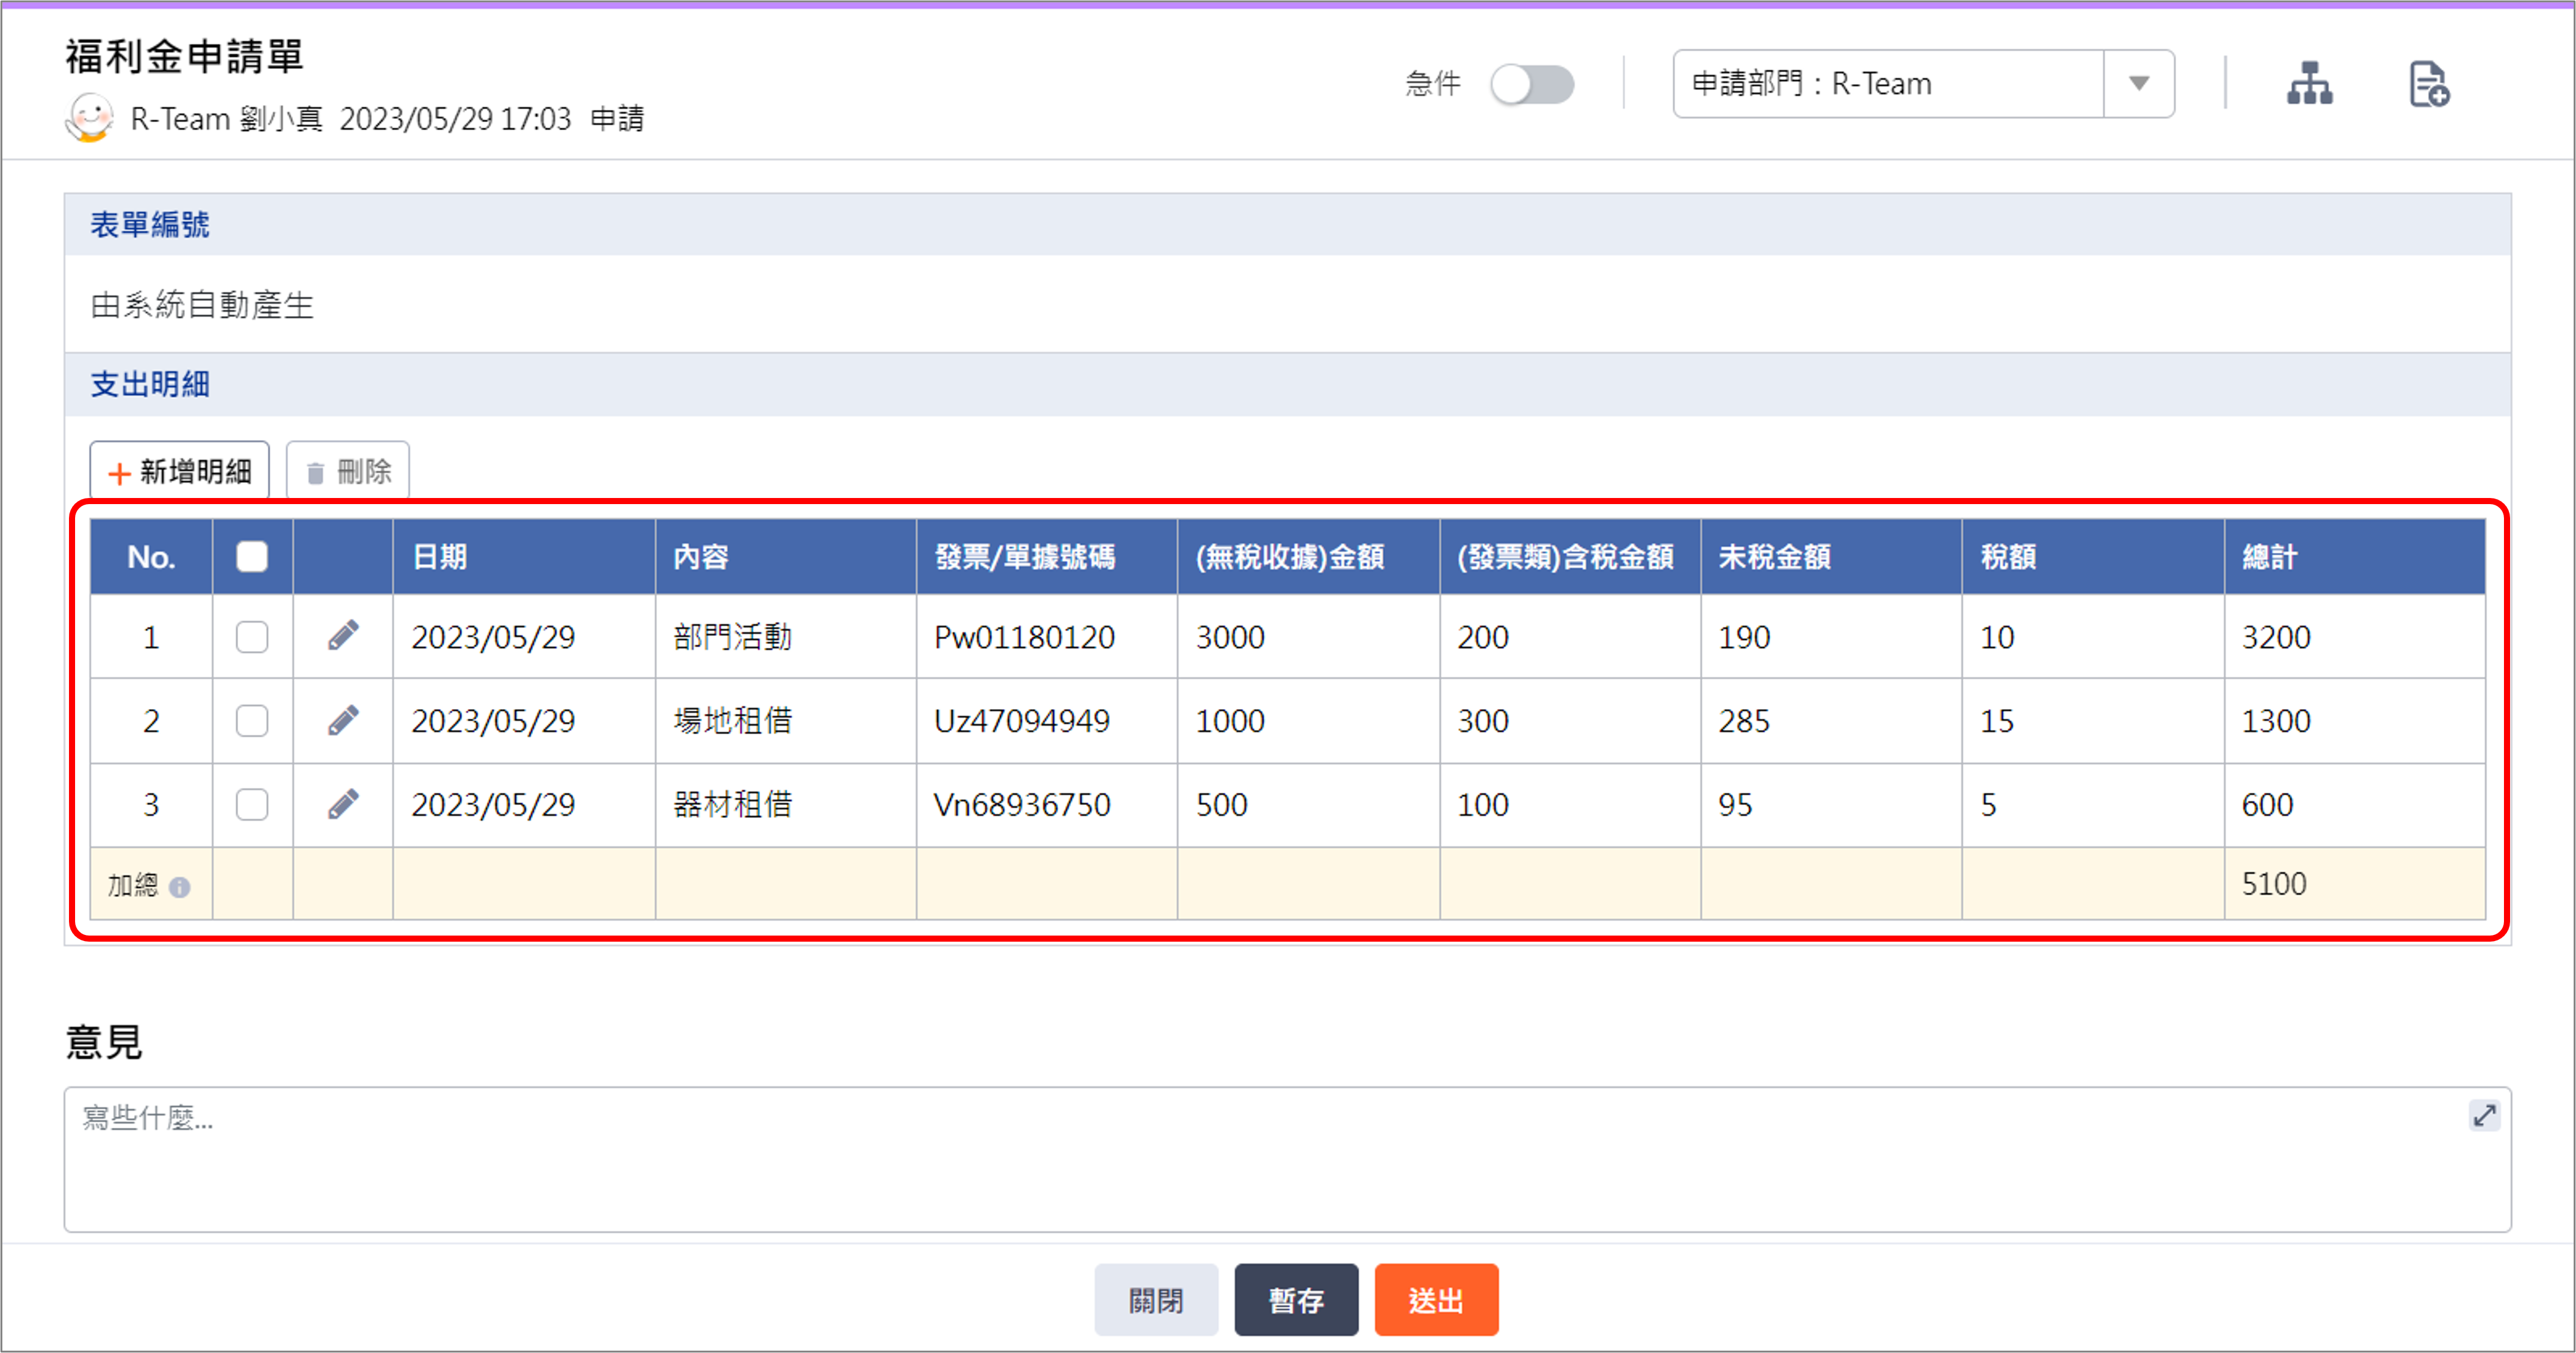 福利金申請單
R-Team 劉小真 2023/05/29 17:03 申請
急件
申請部門：R-Team
表單編號
由系統自動產生
支出明細
新增明細 刪除
No. 日期 內容 發票/單據號碼 (無稅收據)金額 (發票類)含稅金額 未稅金額 稅額 總計
1 2023/05/29 部門活動 Pw01180120 3000 200 190 10 3200
2 2023/05/29 場地租借 Uz47094949 1000 300 285 15 1300
3 2023/05/29 器材租借 Vn68936750 500 100 95 5 600
加總 5100
意見
寫些什麼...
關閉 暫存 送出